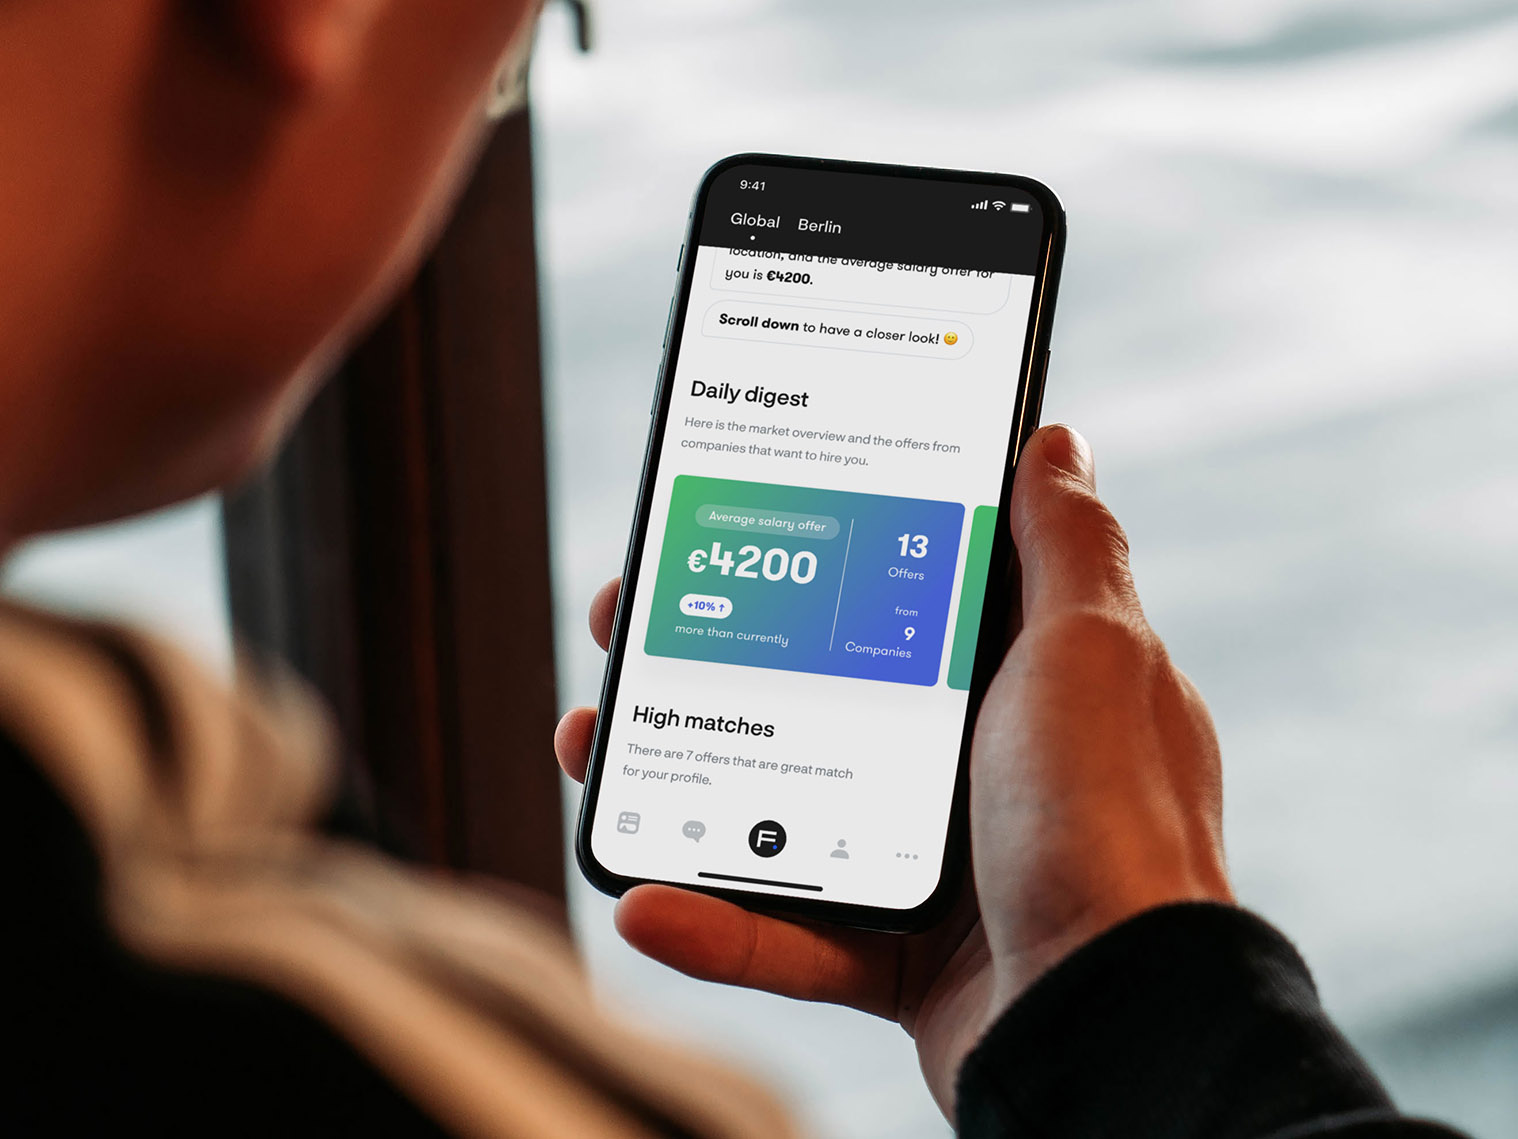 9:41
Global Berlin
location, and the average salary offer for
you is €4200.
Scroll down to have a closer look! 😀
Daily digest
Here is the market overview and the offers from
companies that want to hire you.
Average salary offer
€4200
+10% ↑
more than currently
13
Offers
from
9
Companies
High matches
There are 7 offers that are great match
for your profile.
F